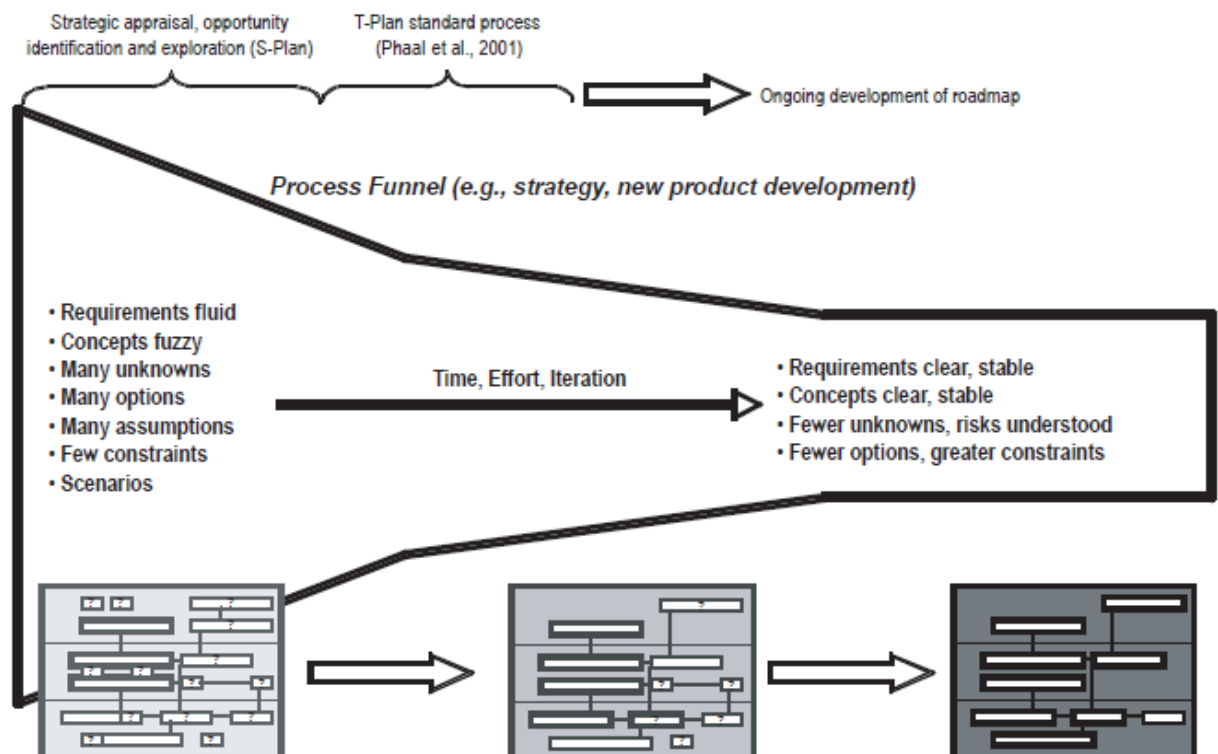 Strategic appraisal, opportunity
identification and exploration (S-Plan)
T-Plan standard process
(Phaal et al., 2001)
Ongoing development of roadmap
Process Funnel (e.g., strategy, new product development)
• Requirements fluid
• Concepts fuzzy
• Many unknowns
• Many options
• Many assumptions
• Few constraints
• Scenarios
Time, Effort, Iteration
• Requirements clear, stable
• Concepts clear, stable
• Fewer unknowns, risks understood
• Fewer options, greater constraints
? ? ?
?
?
? ?
? ?
? ? ?
? ?
?
?
? ?
? ?
?